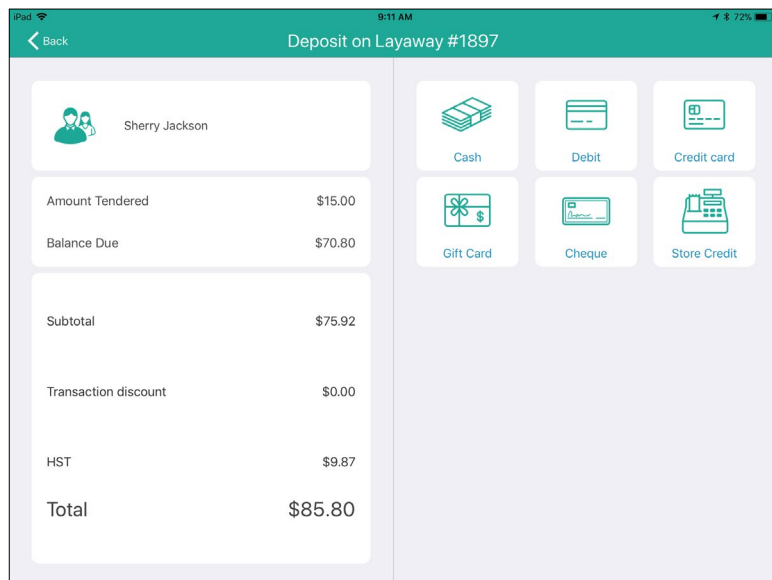 iPad 9:11 AM 72%
Back Deposit on Layaway #1897
Sherry Jackson
Amount Tendered $15.00
Balance Due $70.80
Subtotal $75.92
Transaction discount $0.00
HST $9.87
Total $85.80
Cash Debit Credit card
Gift Card Cheque Store Credit